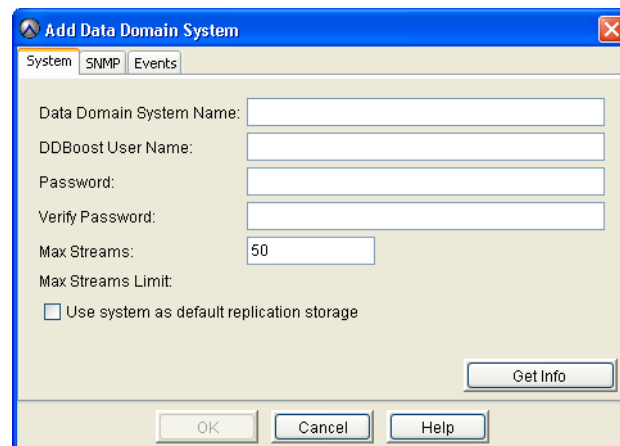 Add Data Domain System
System SNMP Events
Data Domain System Name:
DDBoost User Name:
Password:
Verify Password:
Max Streams: 50
Max Streams Limit:
Use system as default replication storage
Get Info
OK Cancel Help